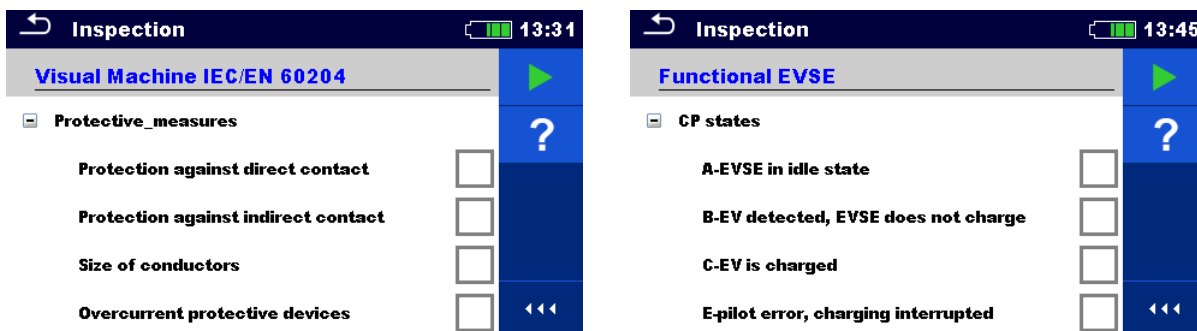 Inspection
13:31
Visual Machine IEC/EN 60204
Protective_measures
?
Protection against direct contact
Protection against indirect contact
Size of conductors
Overcurrent protective devices
Inspection
13:45
Functional EVSE
CP states
?
A-EVSE in idle state
B-EV detected, EVSE does not charge
C-EV is charged
E-pilot error, charging interrupted